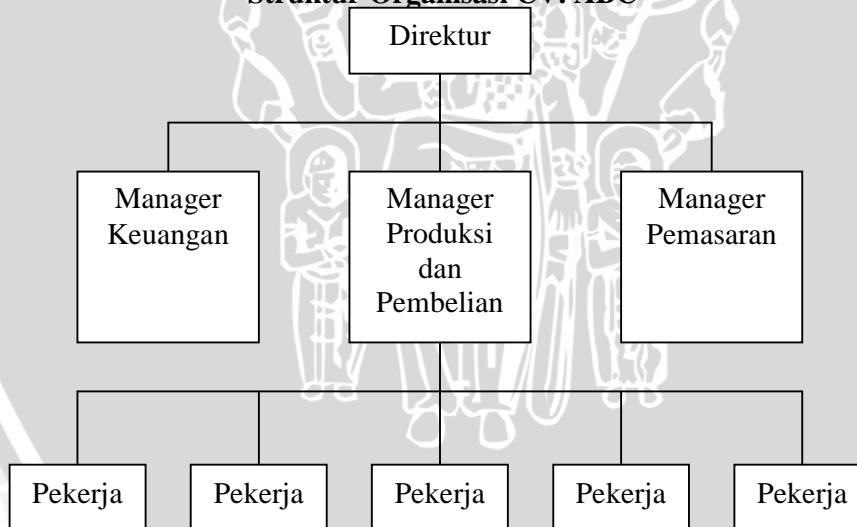 Struktur Organisasi CV. ABC
Direktur
Manager
Keuangan
Manager
Produksi
dan
Pembelian
Manager
Pemasaran
Pekerja
Pekerja
Pekerja
Pekerja
Pekerja